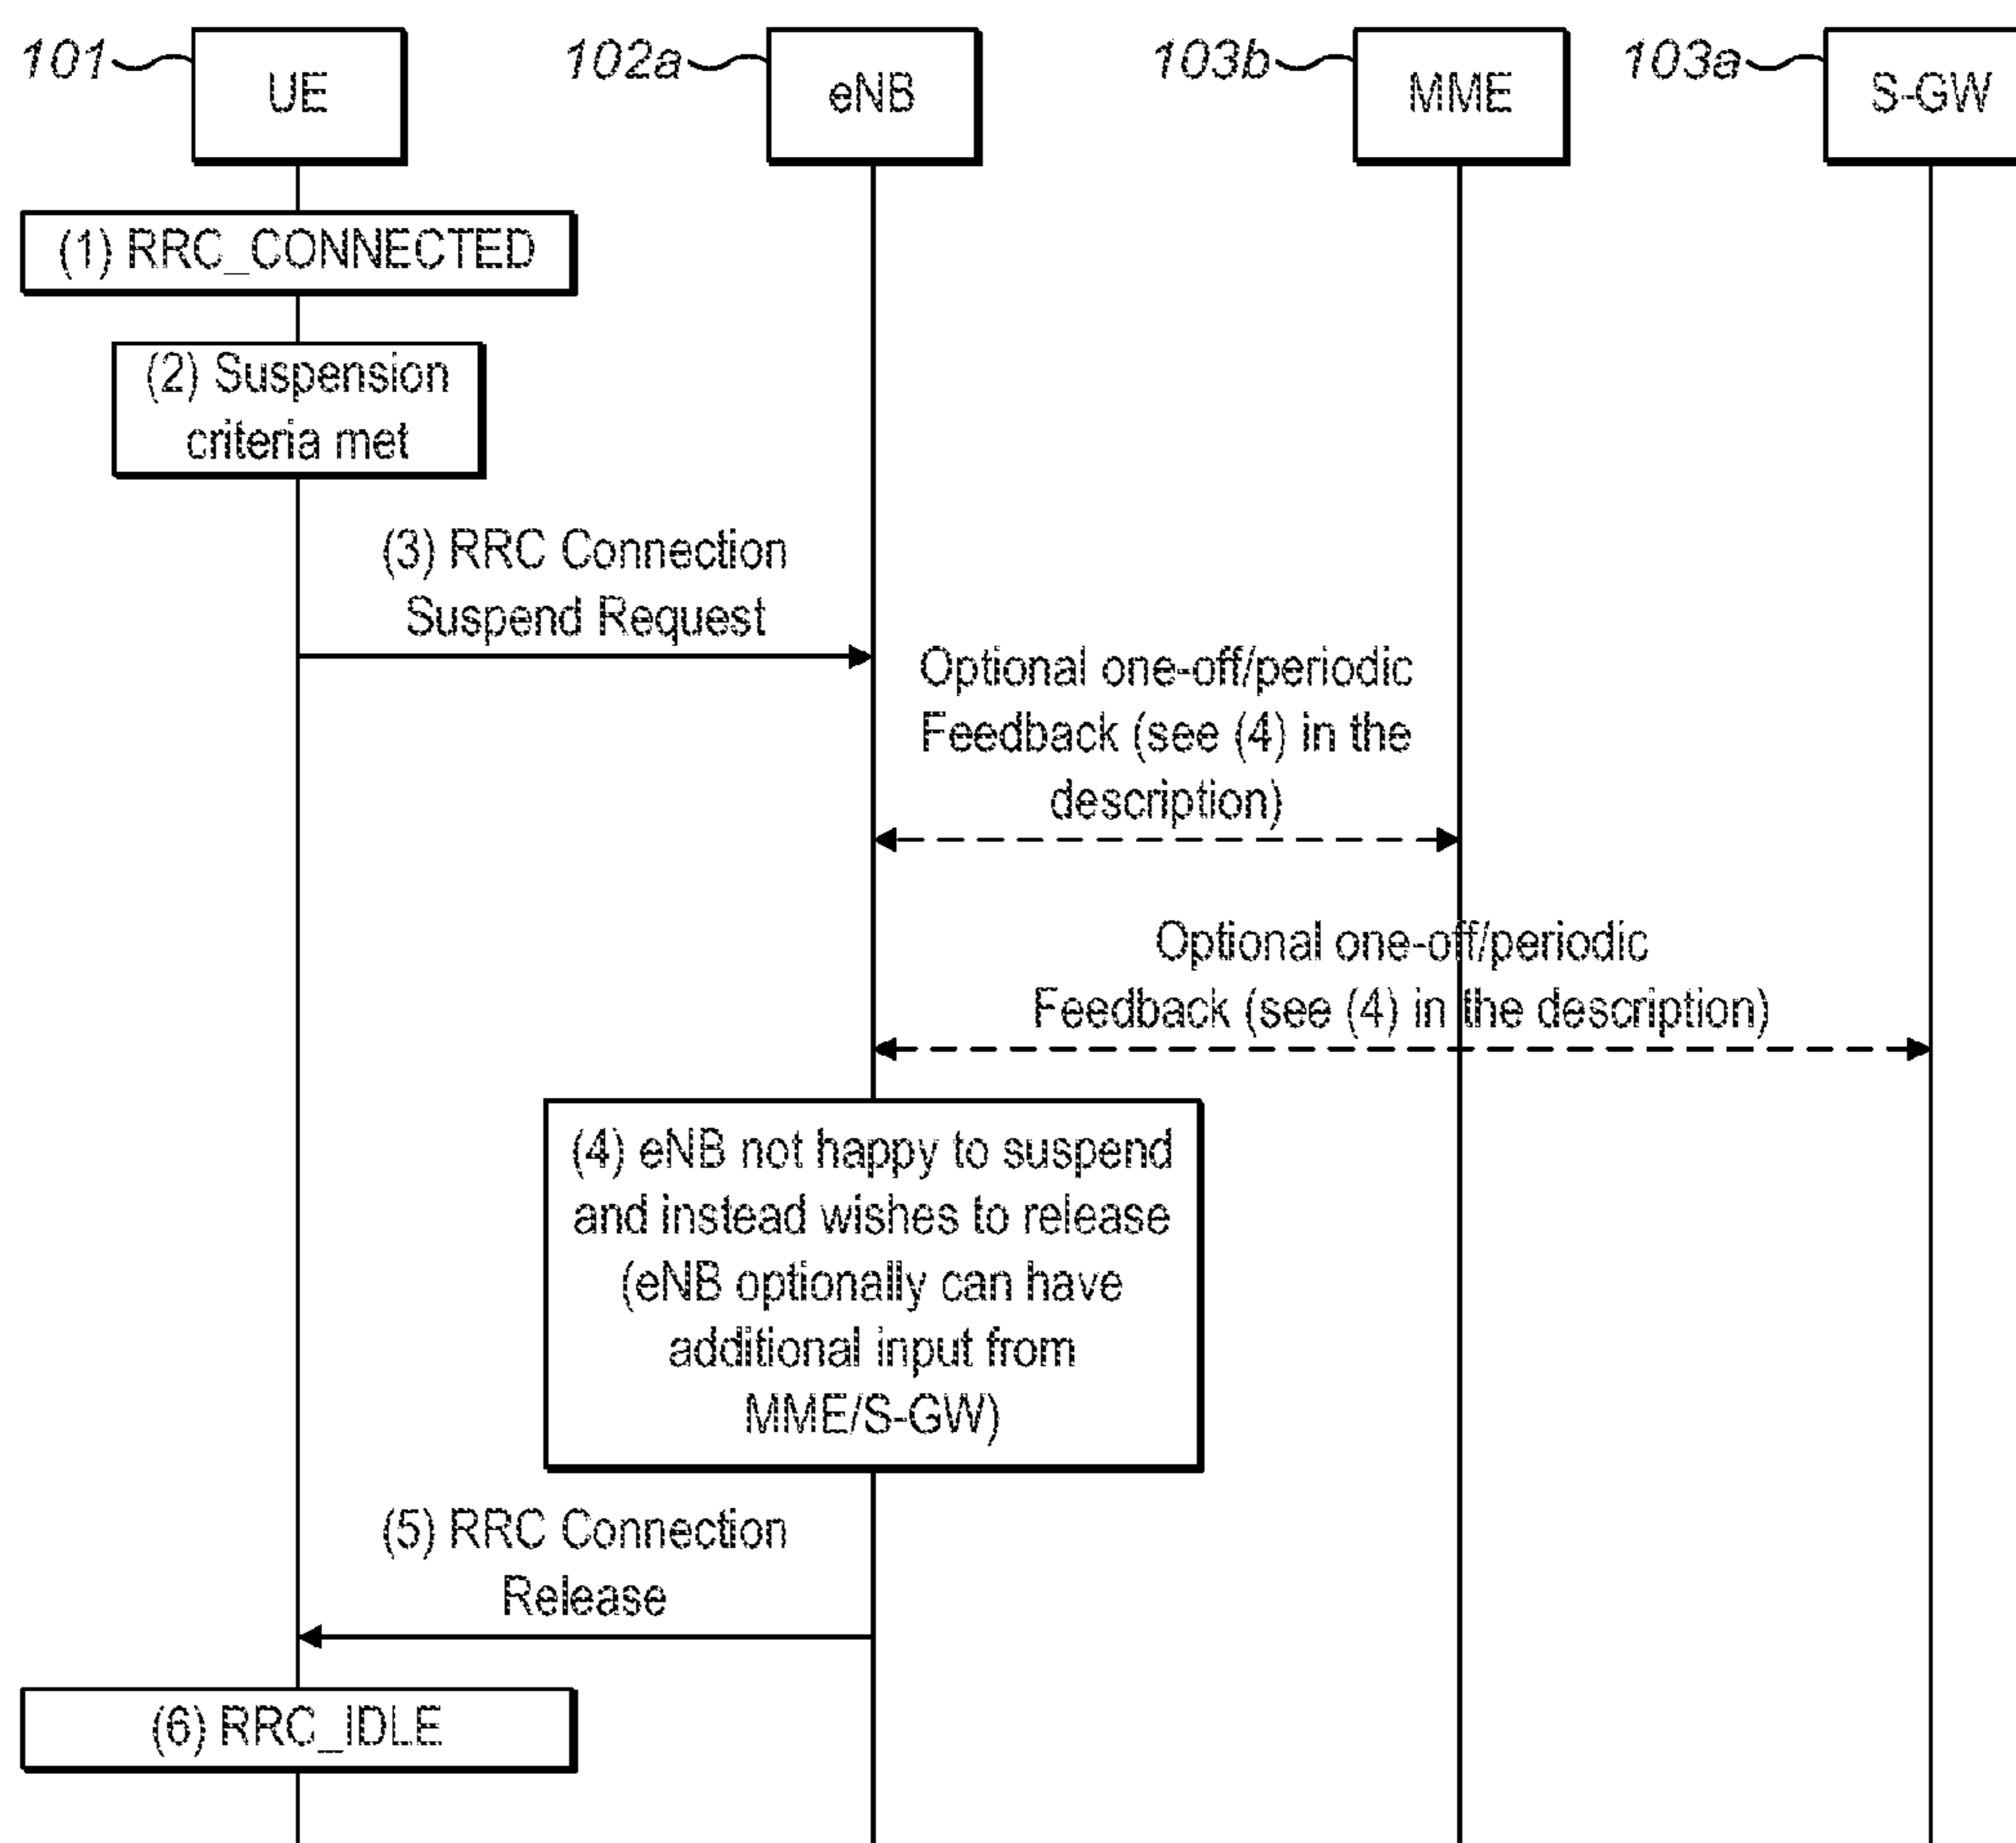 101
UE
102a
eNB
103b
MME
103a
S-GW
(1) RRC_CONNECTED
(2) Suspension
criteria met
(3) RRC Connection
Suspend Request
Optional one-off/periodic
Feedback (see (4) in the
description)
Optional one-off/periodic
Feedback (see (4) in the description)
(4) eNB not happy to suspend
and instead wishes to release
(eNB optionally can have
additional input from
MME/S-GW)
(5) RRC Connection
Release
(6) RRC_IDLE